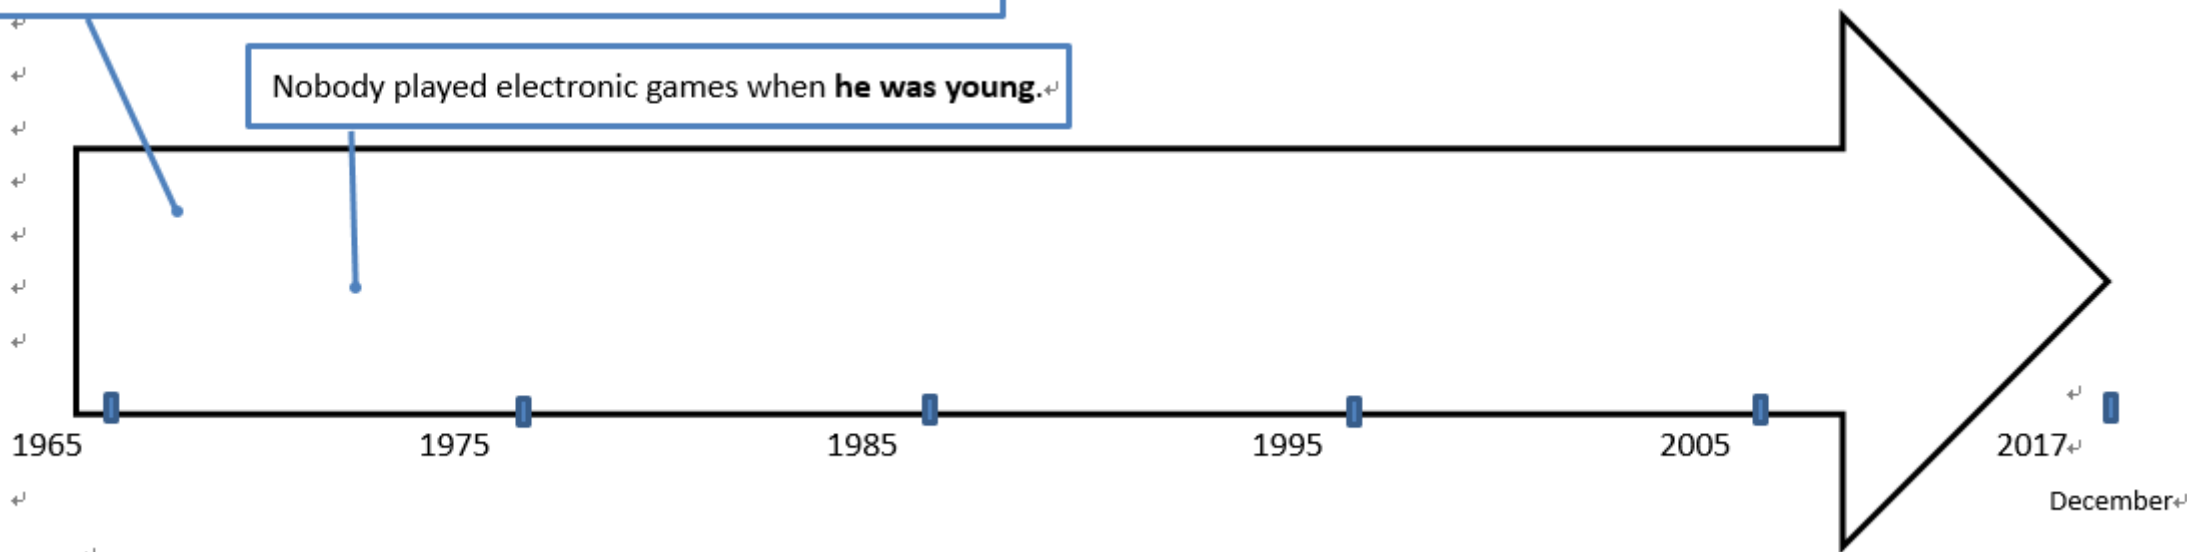 Nobody played electronic games when he was young.
1965 1975 1985 1995 2005 2017
December